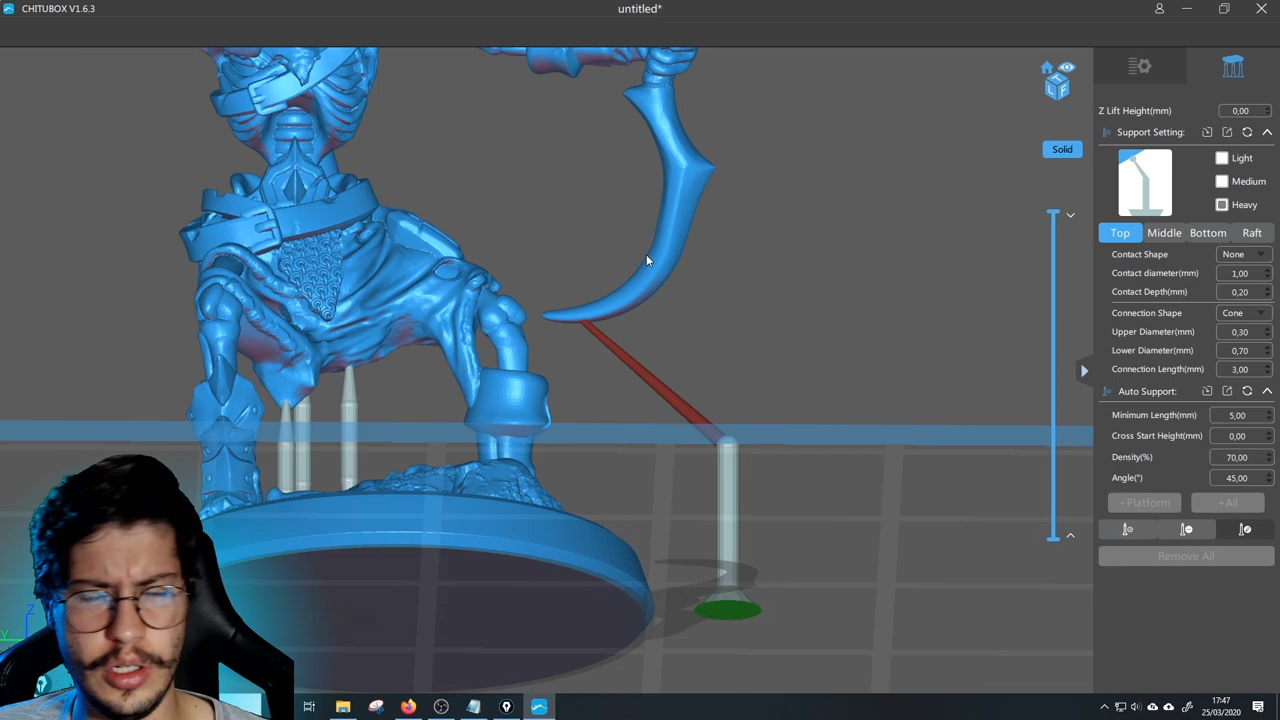 CHITUBOX V1.6.3
untitled*
Z Lift Height(mm) 0,00
Support Setting:
Light
Medium
Heavy
Top Middle Bottom Raft
Contact Shape None
Contact diameter(mm) 1,00
Contact Depth(mm) 0,20
Connection Shape Cone
Upper Diameter(mm) 0,30
Lower Diameter(mm) 0,70
Connection Length(mm) 3,00
Auto Support:
Minimum Length(mm) 5,00
Cross Start Height(mm) 0,00
Density(%) 70,00
Angle(°) 45,00
+Platform +All
Remove All
Solid
T
L F
Z
Y
17:47
25/03/2020